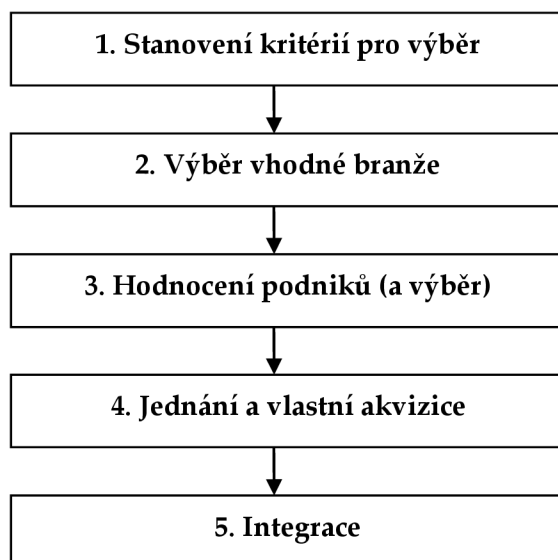 1. Stanovení kritérií pro výběr
2. Výběr vhodné branže
3. Hodnocení podniků (a výběr)
4. Jednání a vlastní akvizice
5. Integrace